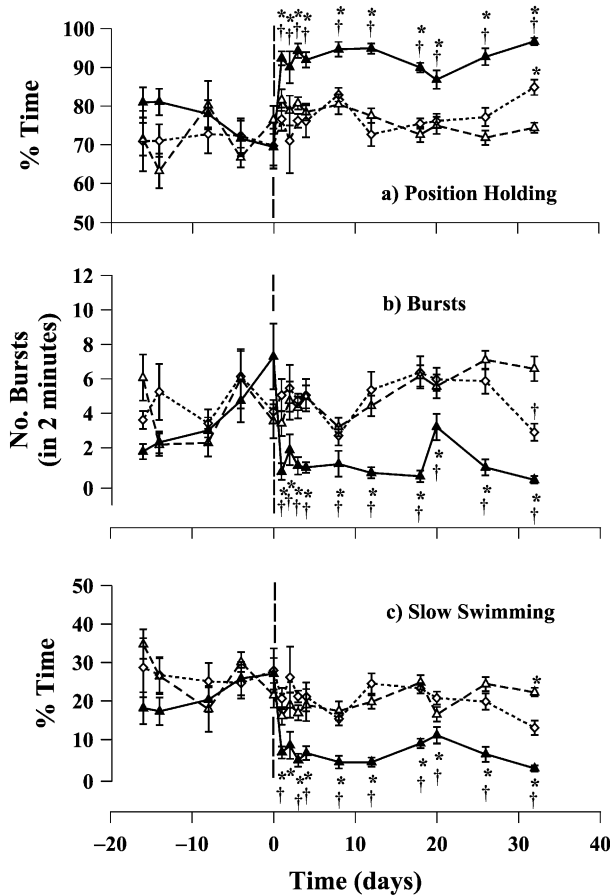 * * * * * * * * * *
† † † † † † † † † †
*
100
90
80
70
60
50
% Time
a) Position Holding
12
10
8
6
4
2
0
No. Bursts
(in 2 minutes)
b) Bursts
†
* * * * * * * * * *
† † † † † † † † † †
50
40
30
20
10
0
% Time
c) Slow Swimming
*
* * * * * * * * * *
† † † † † † † † †
−20 −10 0 10 20 30 40
Time (days)